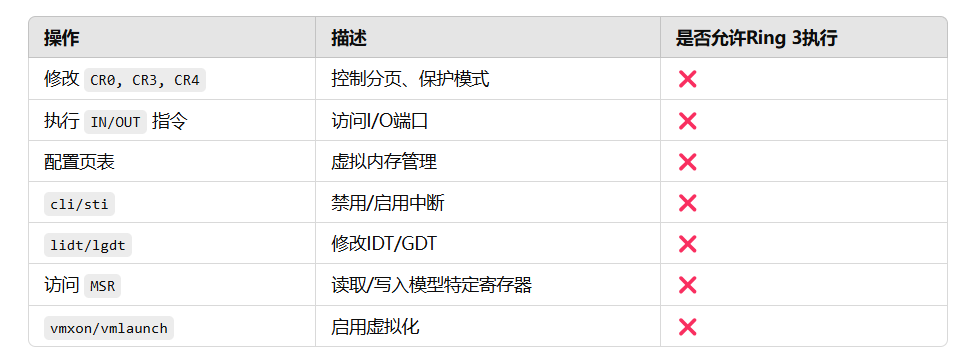 操作 描述 是否允许Ring 3执行
修改 CR0, CR3, CR4 控制分页、保护模式 ❌
执行 IN/OUT 指令 访问I/O端口 ❌
配置页表 虚拟内存管理 ❌
cli/sti 禁用/启用中断 ❌
lidt/lgdt 修改IDT/GDT ❌
访问 MSR 读取/写入模型特定寄存器 ❌
vmxon/vmlaunch 启用虚拟化 ❌